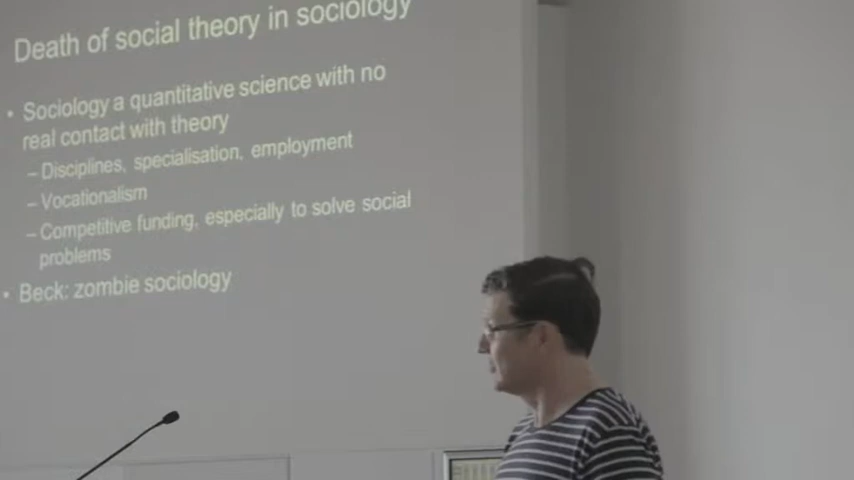 Death of social theory in sociology
• Sociology a quantitative science with no
real contact with theory
– Disciplines, specialisation, employment
– Vocationalism
– Competitive funding, especially to solve social
problems
• Beck: zombie sociology